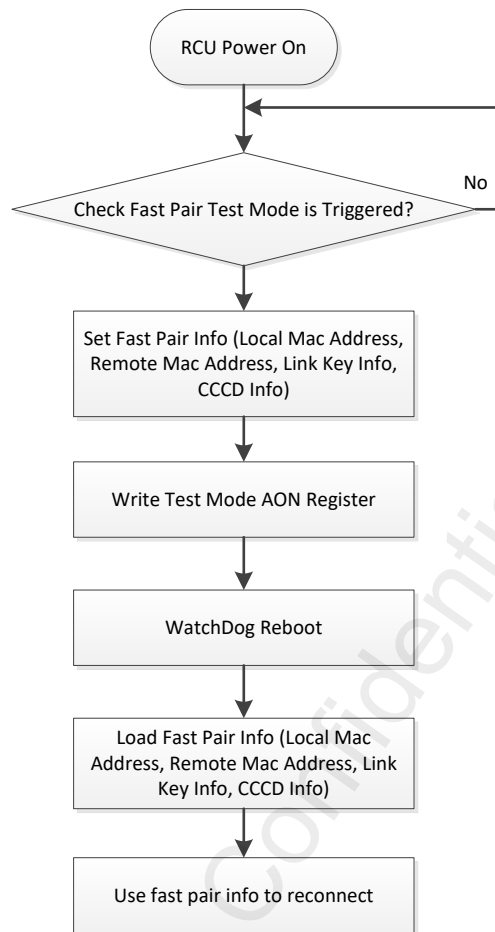 RCU Power On
No
Check Fast Pair Test Mode is Triggered?
Set Fast Pair Info (Local Mac Address,
Remote Mac Address, Link Key Info,
CCCD Info)
Write Test Mode AON Register
WatchDog Reboot
Load Fast Pair Info (Local Mac
Address, Remote Mac Address, Link
Key Info, CCCD Info)
Use fast pair info to reconnect
Confidenti